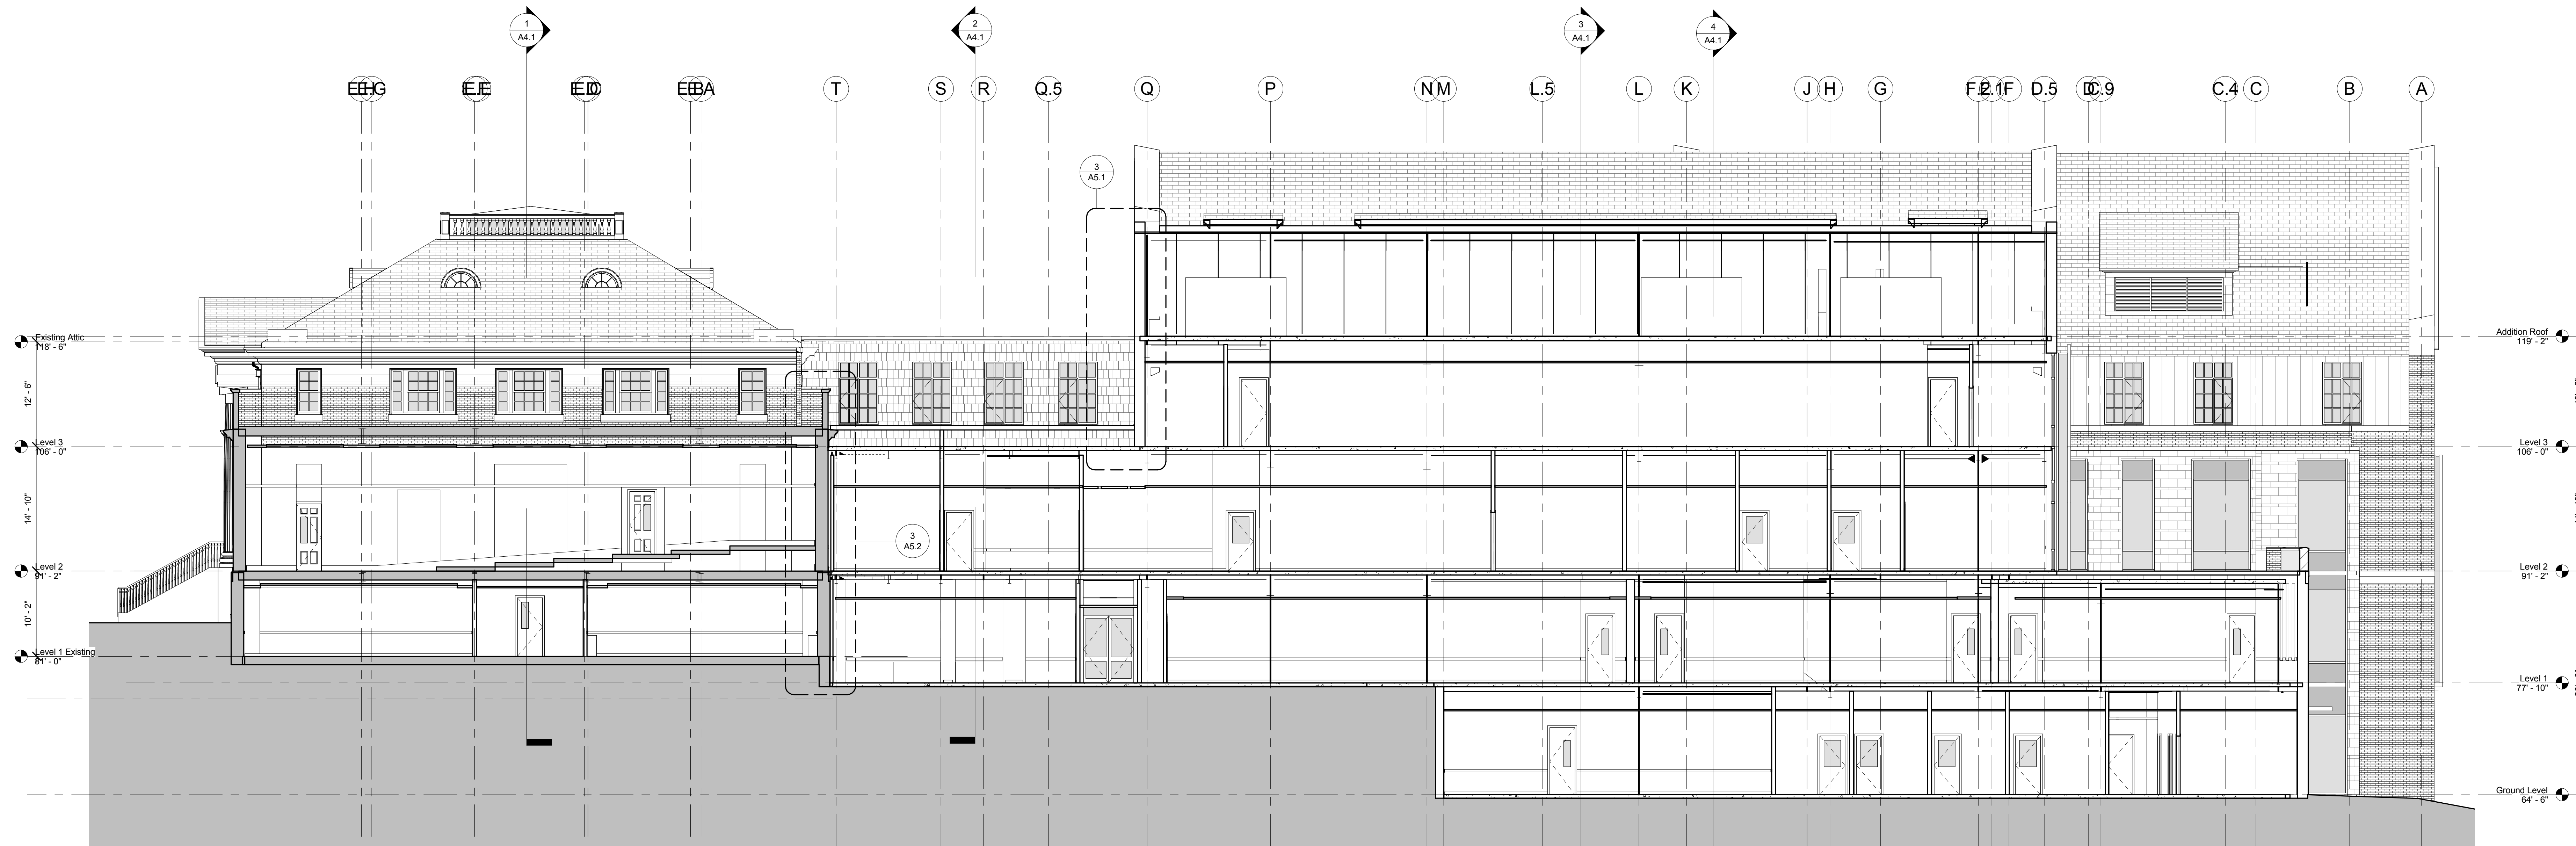 1
A4.1
2
A4.1
3
A4.1
4
A4.1
T
S
R
Q.5
Q
P
N
M
L.5
L
K
J
H
G
F
D.5
C.9
C.4
C
B
A
3
A5.1
3
A5.2
Existing Attic
118' - 6"
12' - 6"
Level 3
106' - 0"
14' - 10"
Level 2
91' - 2"
10' - 2"
Level 1 Existing
81' - 0"
Addition Roof
119' - 2"
Level 3
106' - 0"
Level 2
91' - 2"
Level 1
77' - 10"
Ground Level
64' - 6"